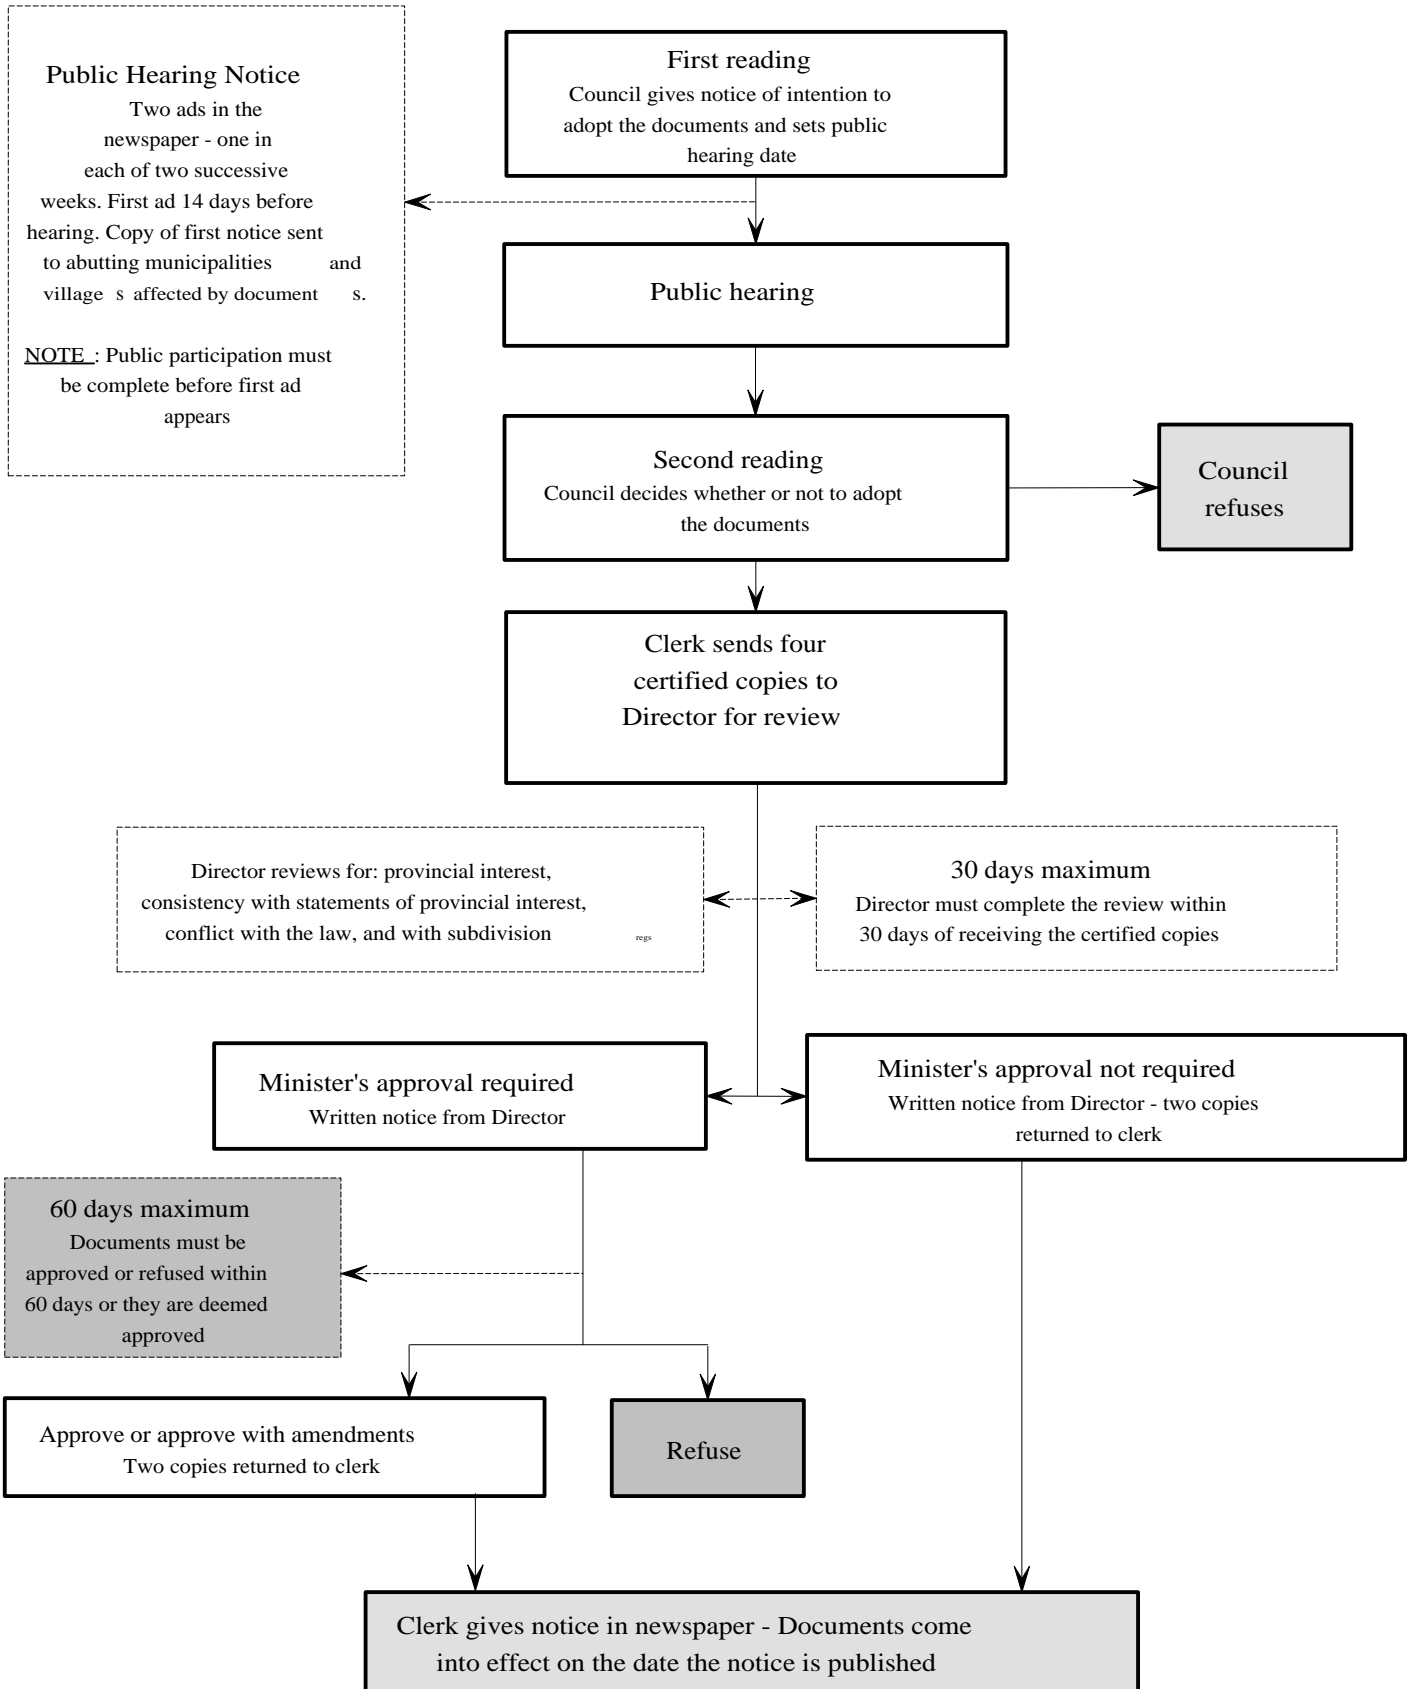 Public Hearing Notice
Two ads in the
newspaper - one in
each of two successive
weeks. First ad 14 days before
hearing. Copy of first notice sent
to abutting municipalities and
village s affected by document s.
NOTE : Public participation must
be complete before first ad
appears
First reading
Council gives notice of intention to
adopt the documents and sets public
hearing date
Public hearing
Second reading
Council decides whether or not to adopt
the documents
Council
refuses
Clerk sends four
certified copies to
Director for review
Director reviews for: provincial interest,
consistency with statements of provincial interest,
conflict with the law, and with subdivision regs
30 days maximum
Director must complete the review within
30 days of receiving the certified copies
Minister's approval required
Written notice from Director
Minister's approval not required
Written notice from Director - two copies
returned to clerk
60 days maximum
Documents must be
approved or refused within
60 days or they are deemed
approved
Approve or approve with amendments
Two copies returned to clerk
Refuse
Clerk gives notice in newspaper - Documents come
into effect on the date the notice is published